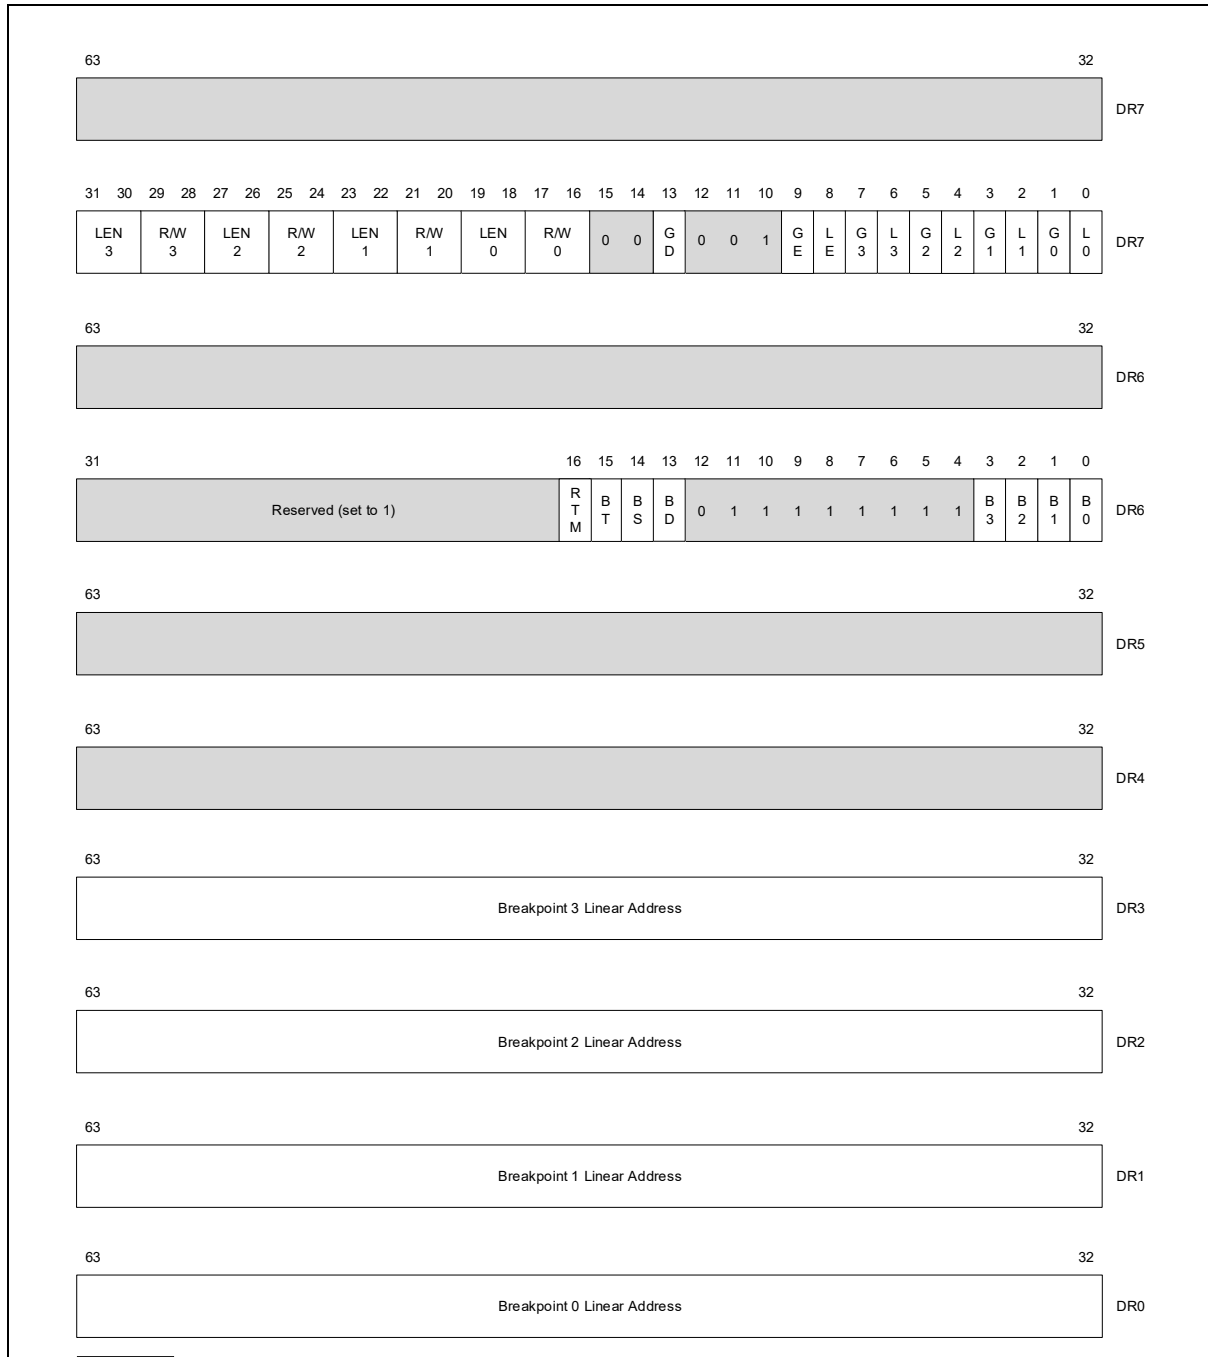 63 32
DR7
31 30 29 28 27 26 25 24 23 22 21 20 19 18 17 16 15 14 13 12 11 10 9 8 7 6 5 4 3 2 1 0
LEN 3 R/W 3 LEN 2 R/W 2 LEN 1 R/W 1 LEN 0 R/W 0 0 0 G D 0 0 1 G E L E G 3 L 3 G 2 L 2 G 1 L 1 G 0 L 0 DR7
63 32
DR6
31 16 15 14 13 12 11 10 9 8 7 6 5 4 3 2 1 0
Reserved (set to 1) R T M B T B S B D 0 1 1 1 1 1 1 1 1 B 3 B 2 B 1 B 0 DR6
63 32
DR5
63 32
DR4
63 32
Breakpoint 3 Linear Address DR3
63 32
Breakpoint 2 Linear Address DR2
63 32
Breakpoint 1 Linear Address DR1
63 32
Breakpoint 0 Linear Address DR0